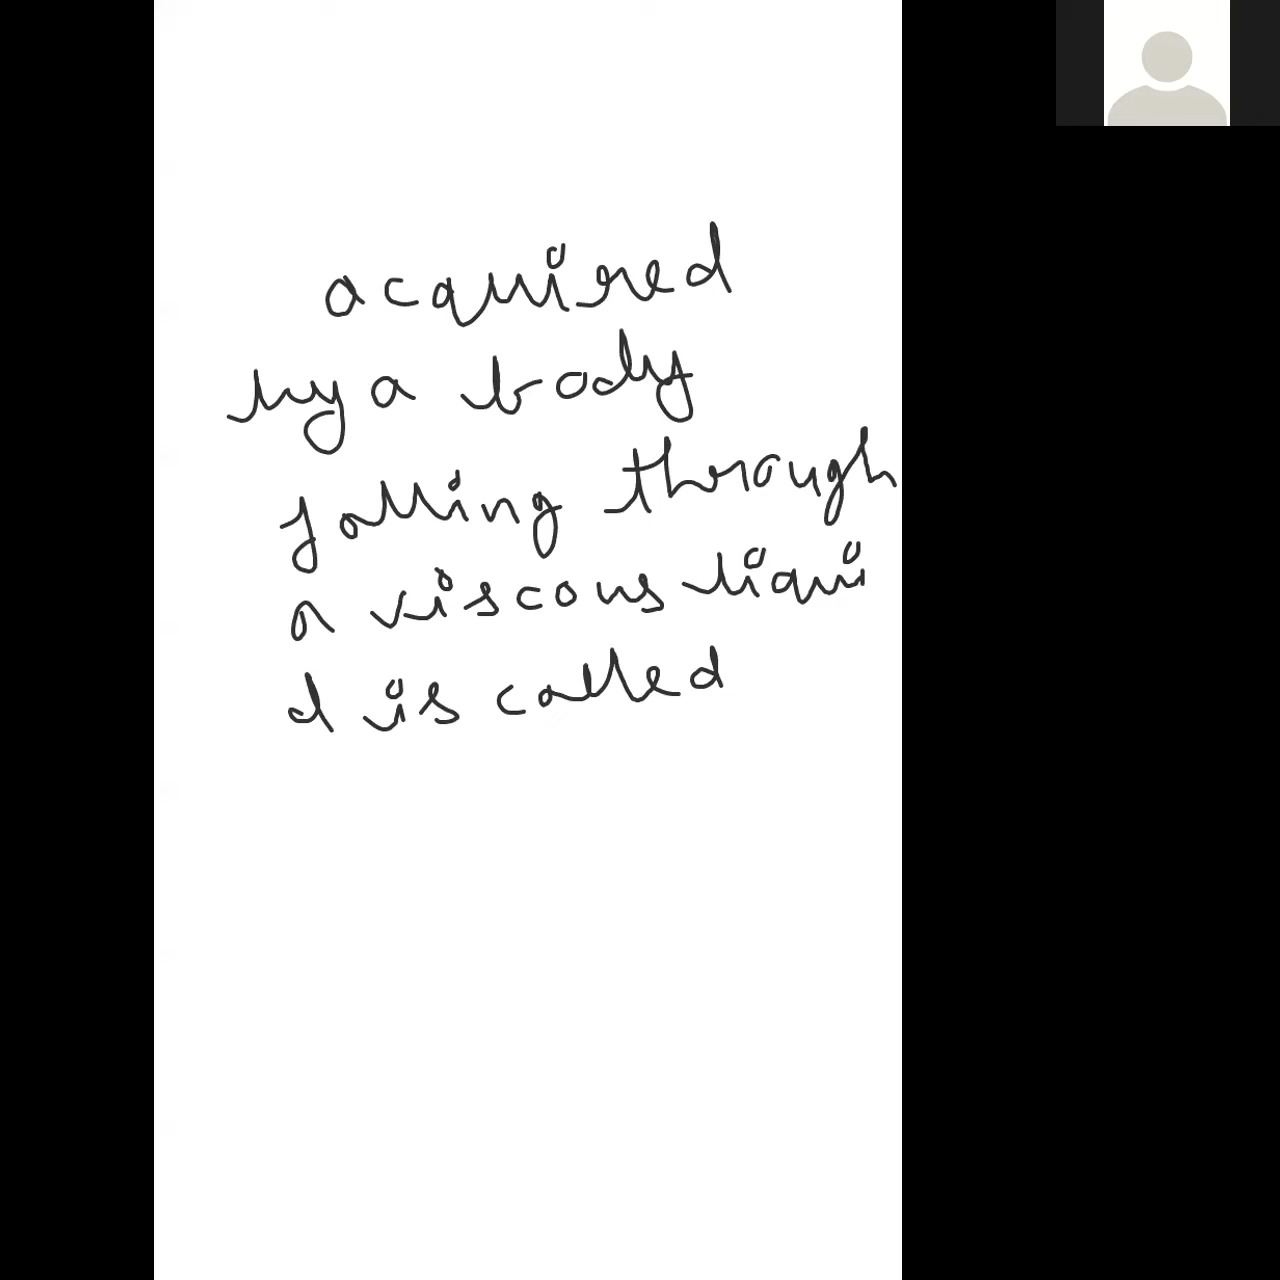 acquired
by a body
falling through
a viscous liqui
d is called